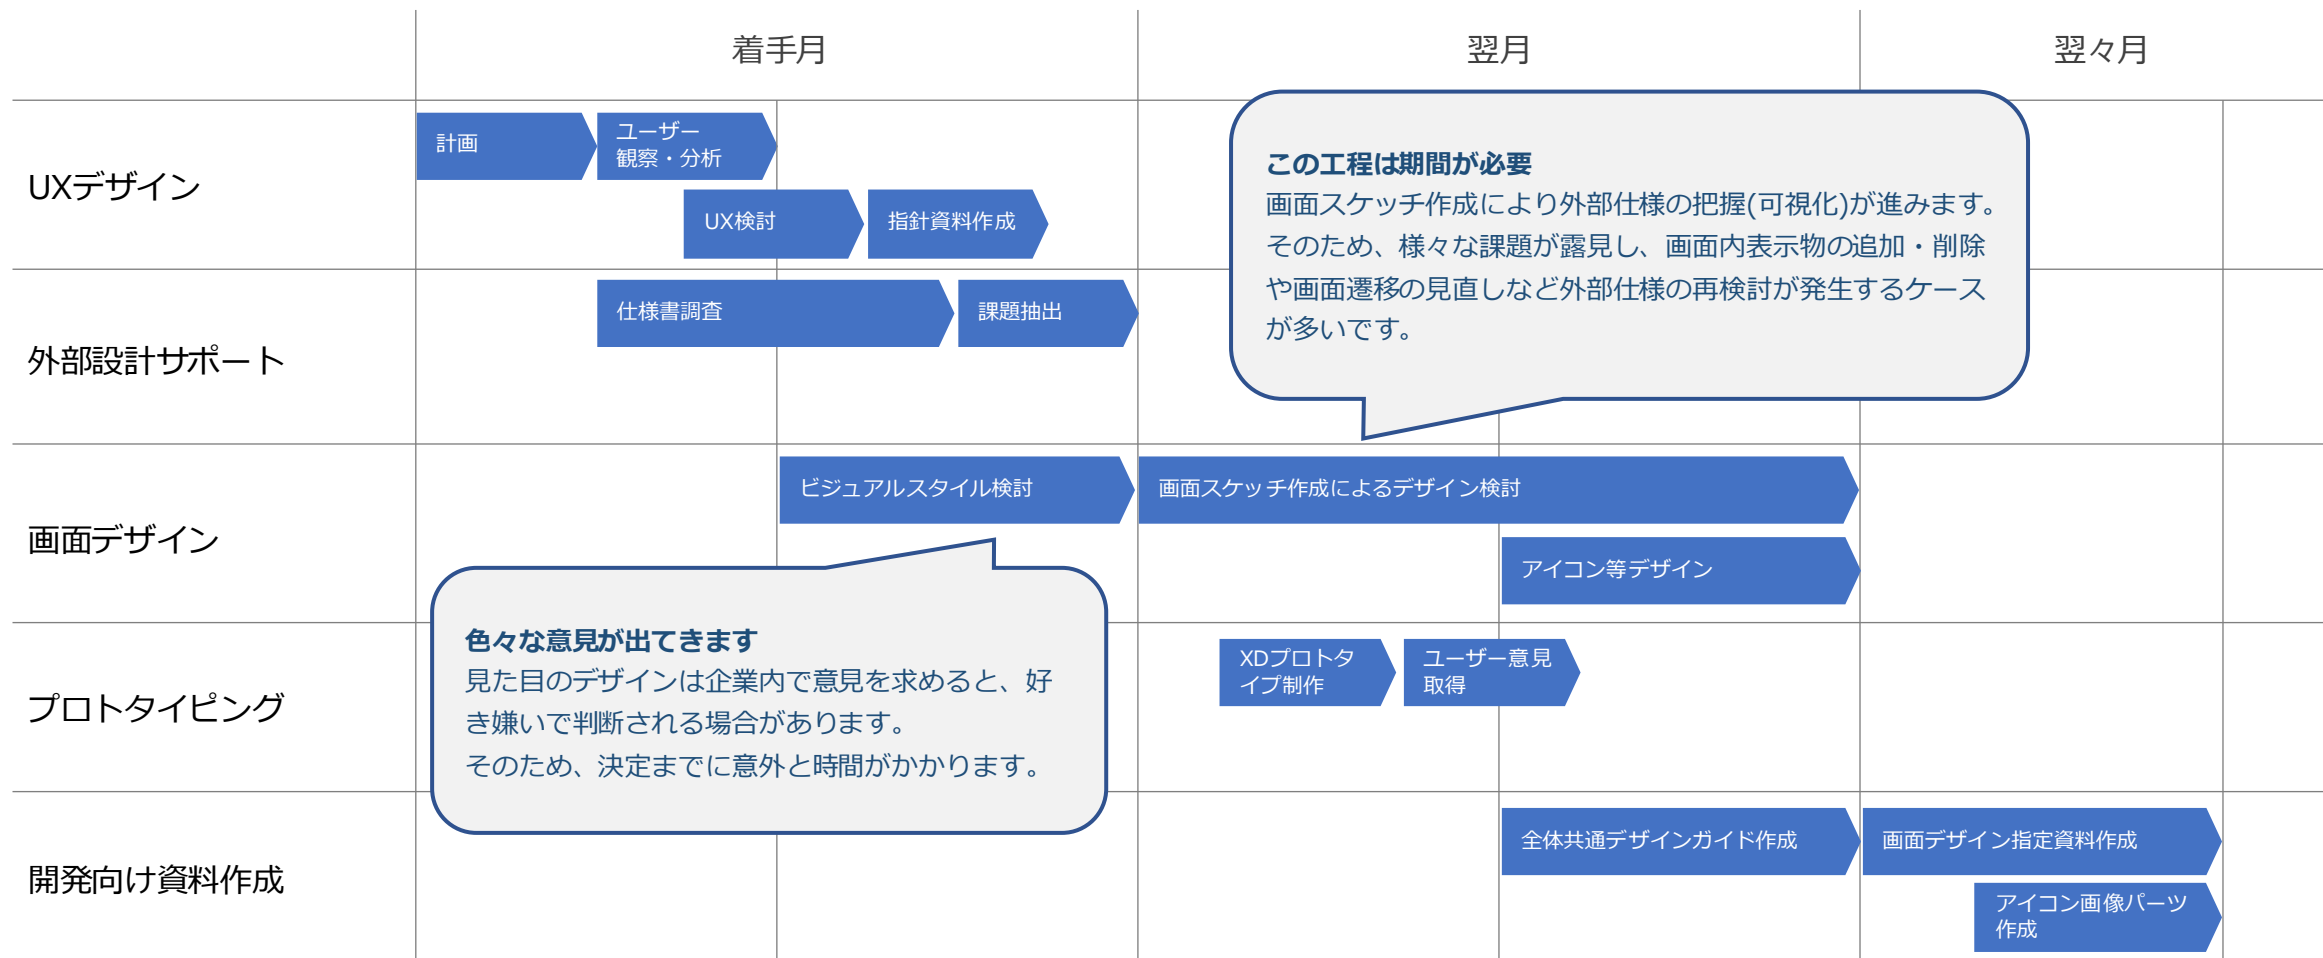 着手月
翌月
翌々月
UXデザイン
計画
ユーザー
観察・分析
UX検討
指針資料作成
この工程は期間が必要
画面スケッチ作成により外部仕様の把握(可視化)が進みます。
そのため、様々な課題が露見し、画面内表示物の追加・削除
や画面遷移の見直しなど外部仕様の再検討が発生するケース
が多いです。
外部設計サポート
仕様書調査
課題抽出
画面デザイン
ビジュアルスタイル検討
画面スケッチ作成によるデザイン検討
アイコン等デザイン
色々な意見が出てきます
見た目のデザインは企業内で意見を求めると、好
き嫌いで判断される場合があります。
そのため、決定までに意外と時間がかかります。
プロトタイピング
XDプロトタ
イプ制作
ユーザー意見
取得
開発向け資料作成
全体共通デザインガイド作成
画面デザイン指定資料作成
アイコン画像パーツ
作成